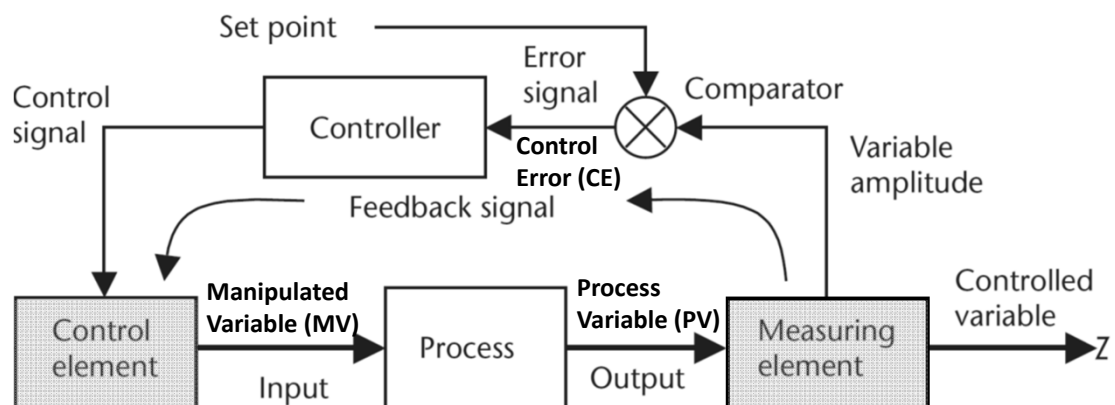 Set point
Error
signal
Comparator
Control
signal
Controller
Control
Error (CE)
Variable
amplitude
Feedback signal
Manipulated
Variable (MV)
Process
Variable (PV)
Controlled
variable
Control
element
Process
Measuring
element
Z
Input
Output